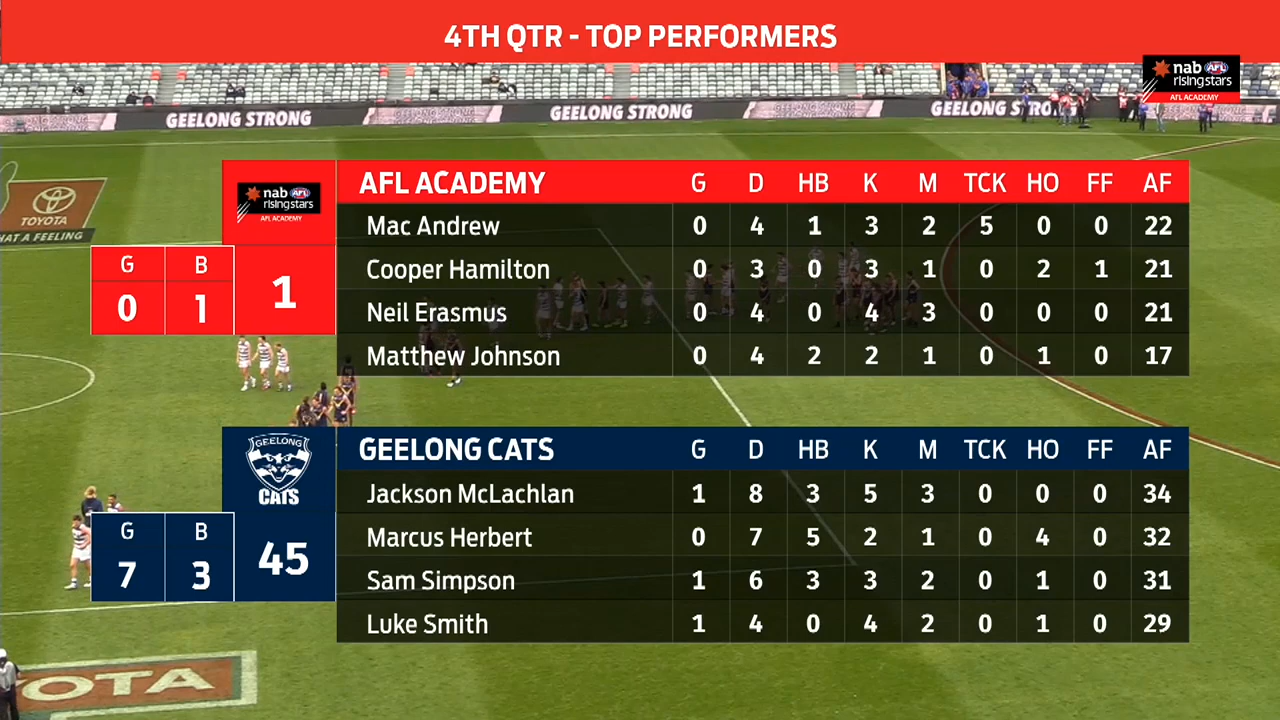 4TH QTR - TOP PERFORMERS
nab AFL
rising stars
AFL ACADEMY
GEELONG STRONG GEELONG STRONG GEELONG STRONG
TOYOTA
HAT A FEELING
nab AFL
rising stars
AFL ACADEMY
AFL ACADEMY G D HB K M TCK HO FF AF
Mac Andrew 0 4 1 3 2 5 0 0 22
Cooper Hamilton 0 3 0 3 1 0 2 1 21
Neil Erasmus 0 4 0 4 3 0 0 0 21
Matthew Johnson 0 4 2 2 1 0 1 0 17
G B
0 1 1
GEELONG
CATS
GEELONG CATS G D HB K M TCK HO FF AF
Jackson McLachlan 1 8 3 5 3 0 0 0 34
Marcus Herbert 0 7 5 2 1 0 4 0 32
Sam Simpson 1 6 3 3 2 0 1 0 31
Luke Smith 1 4 0 4 2 0 1 0 29
G B
7 3 45
OTA